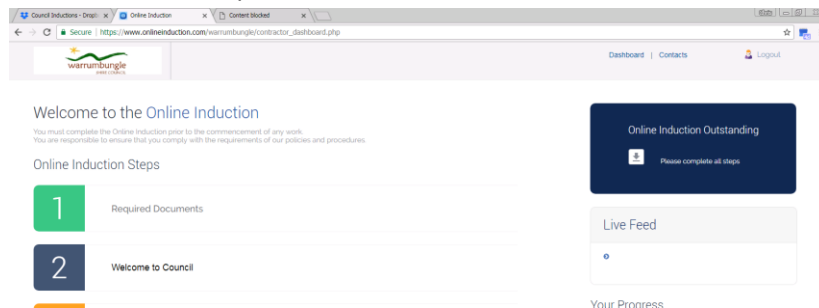 Council Inductions - Dropb
Online Induction
Content blocked
Secure | https://www.onlineinduction.com/warrumbungle/contractor_dashboard.php
warrumbungle
SHIRE COUNCIL
Dashboard | Contacts
Logout
Welcome to the Online Induction
You must complete the Online Induction prior to the commencement of any work.
You are responsible to ensure that you comply with the requirements of our policies and procedures.
Online Induction Steps
1
Required Documents
2
Welcome to Council
Online Induction Outstanding
Please complete all steps
Live Feed
Your Progress